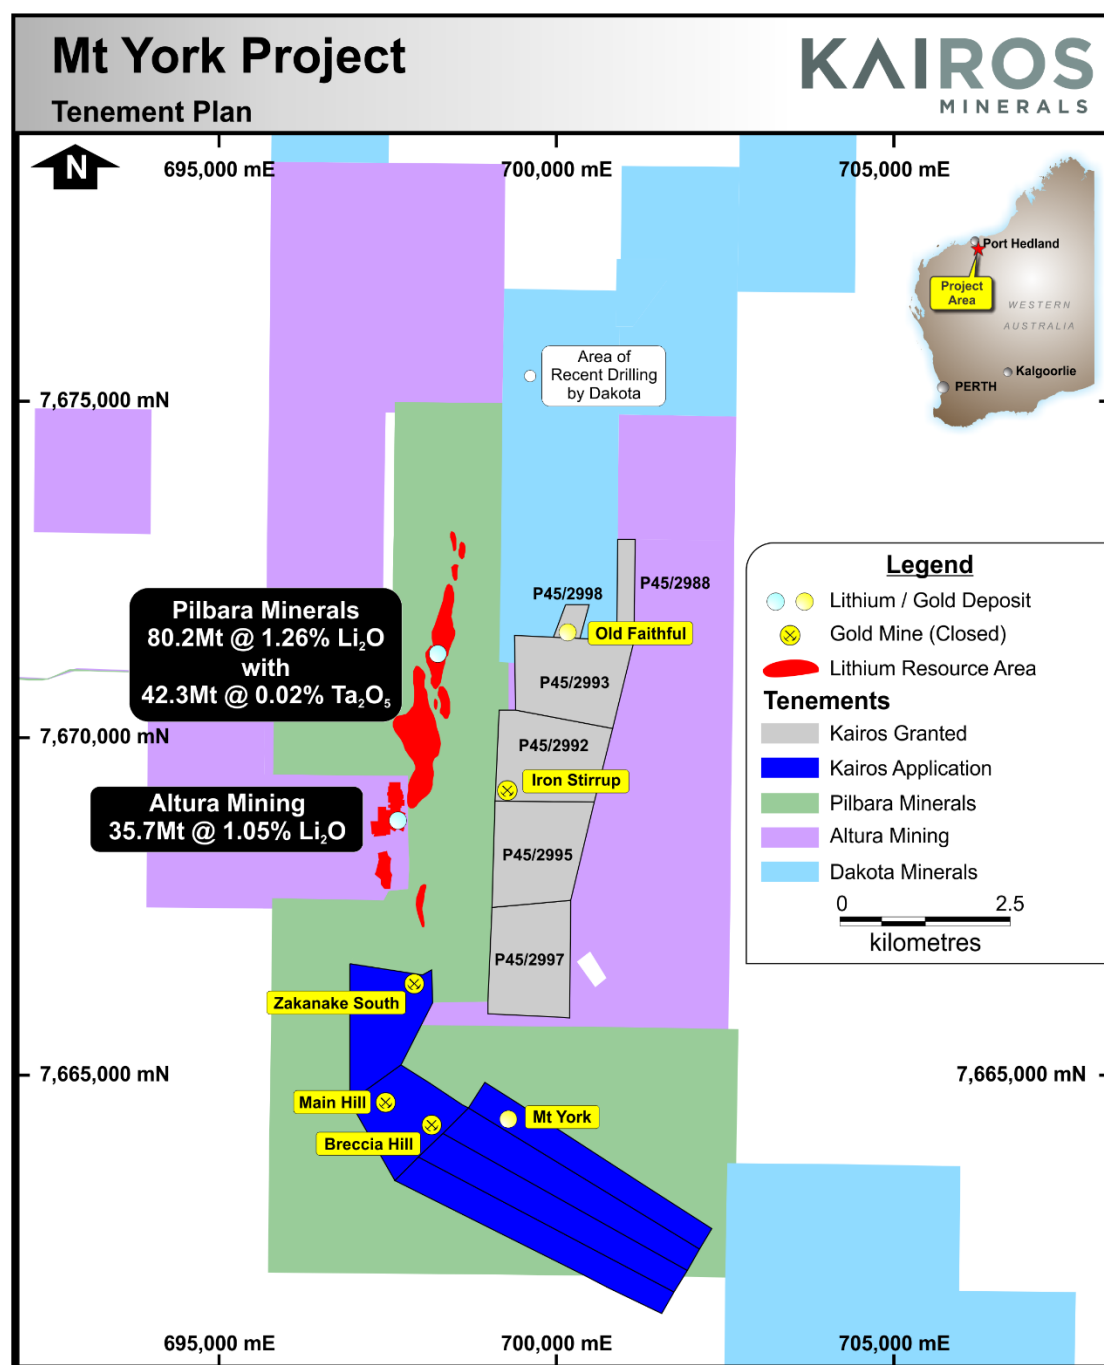 Mt York Project
Tenement Plan
KAIROS
MINERALS
N
695,000 mE
700,000 mE
705,000 mE
Port Hedland
Project
Area
WESTERN
AUSTRALIA
Kalgoorlie
PERTH
Area of
Recent Drilling
by Dakota
7,675,000 mN
P45/2998
P45/2988
Old Faithful
Pilbara Minerals
80.2Mt @ 1.26% Li₂O
with
42.3Mt @ 0.02% Ta₂O₅
P45/2993
7,670,000 mN
P45/2992
Iron Stirrup
Altura Mining
35.7Mt @ 1.05% Li₂O
P45/2995
P45/2997
Legend
Lithium / Gold Deposit
Gold Mine (Closed)
Lithium Resource Area
Tenements
Kairos Granted
Kairos Application
Pilbara Minerals
Altura Mining
Dakota Minerals
0 2.5
kilometres
Zakanake South
7,665,000 mN
7,665,000 mN
Main Hill
Mt York
Breccia Hill
695,000 mE
700,000 mE
705,000 mE